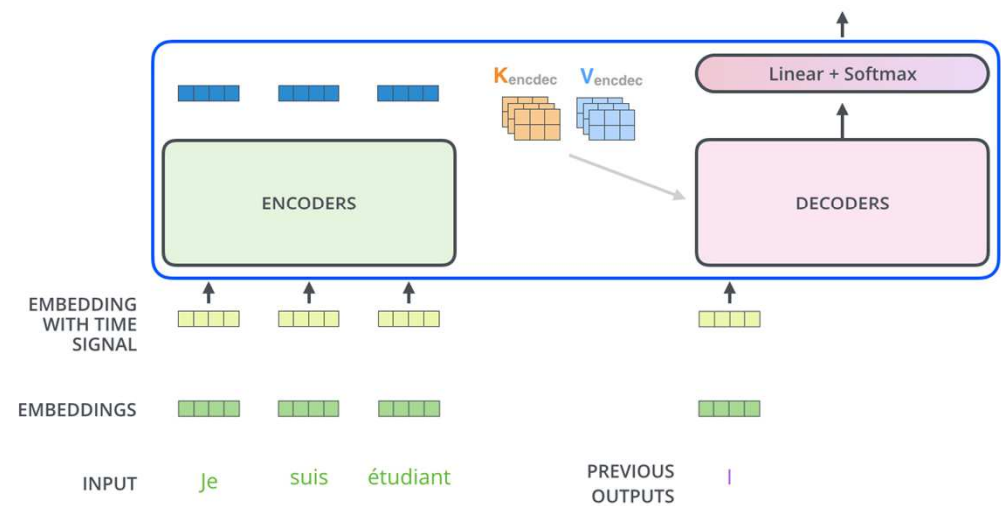 Kencdec Vencdec
Linear + Softmax
ENCODERS
DECODERS
EMBEDDING
WITH TIME
SIGNAL
EMBEDDINGS
INPUT
Je suis étudiant
PREVIOUS
OUTPUTS
I